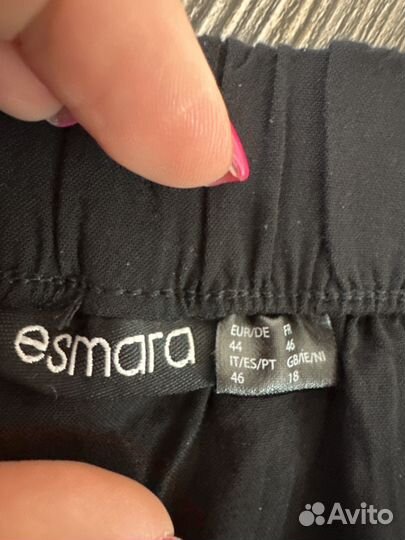 esmara
EUR/DE FR
44 46
IT/ES/PT GB/IE/NI
46 18
Avito